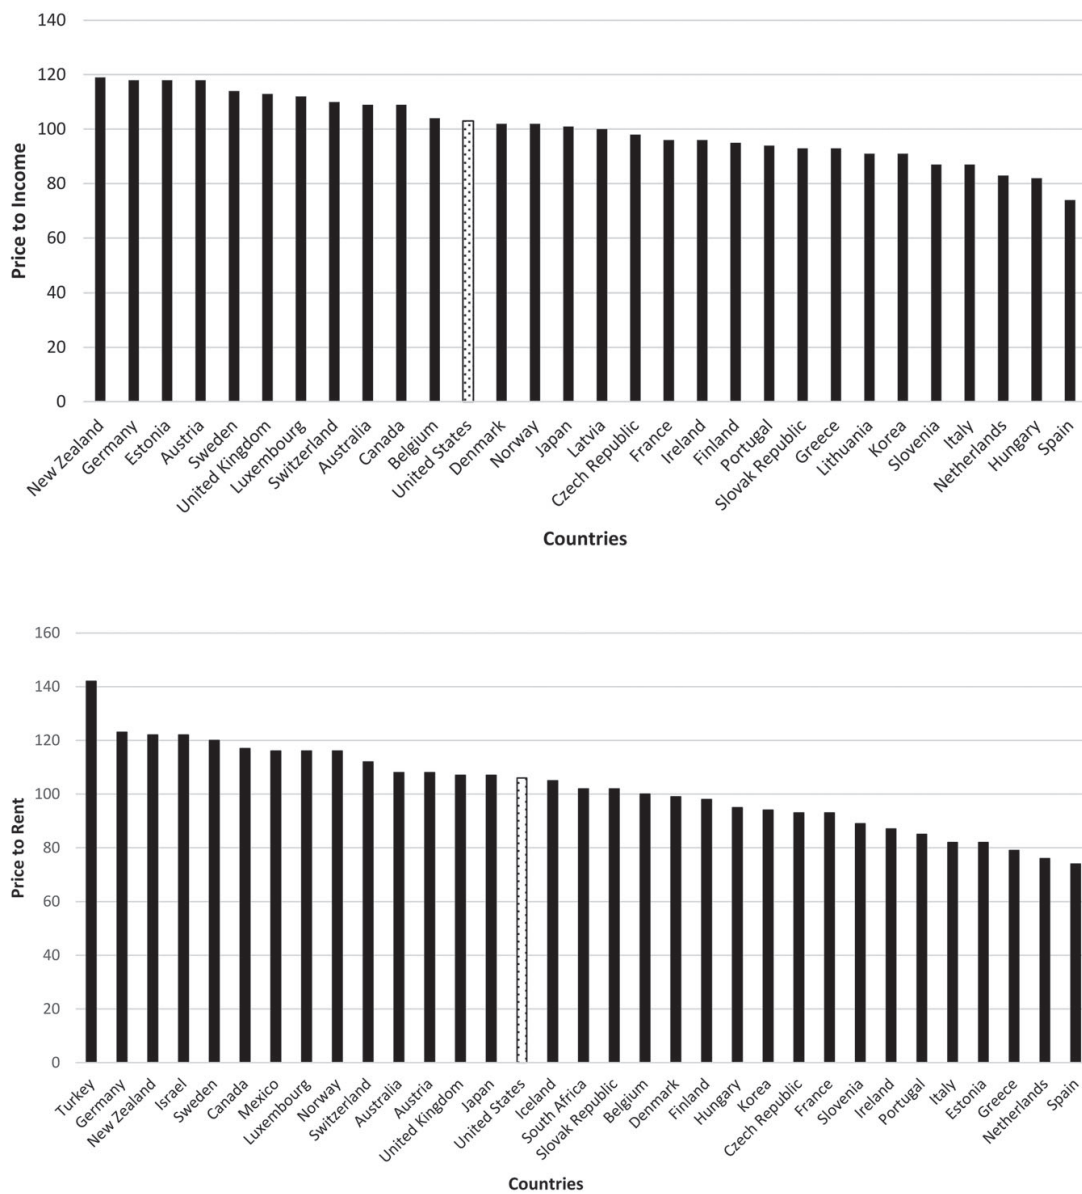 140
120
100
80
60
40
20
0
Price to Income
New Zealand
Germany
Estonia
Austria
Sweden
United Kingdom
Luxembourg
Switzerland
Australia
Canada
Belgium
United States
Denmark
Norway
Japan
Latvia
Czech Republic
France
Ireland
Finland
Portugal
Slovak Republic
Greece
Lithuania
Korea
Slovenia
Italy
Netherlands
Hungary
Spain
Countries
160
140
120
100
80
60
40
20
0
Price to Rent
Turkey
Germany
New Zealand
Israel
Sweden
Canada
Mexico
Luxembourg
Norway
Switzerland
Australia
Austria
United Kingdom
Japan
United States
Iceland
South Africa
Slovak Republic
Belgium
Denmark
Finland
Hungary
Korea
Czech Republic
France
Slovenia
Ireland
Portugal
Italy
Estonia
Greece
Netherlands
Spain
Countries